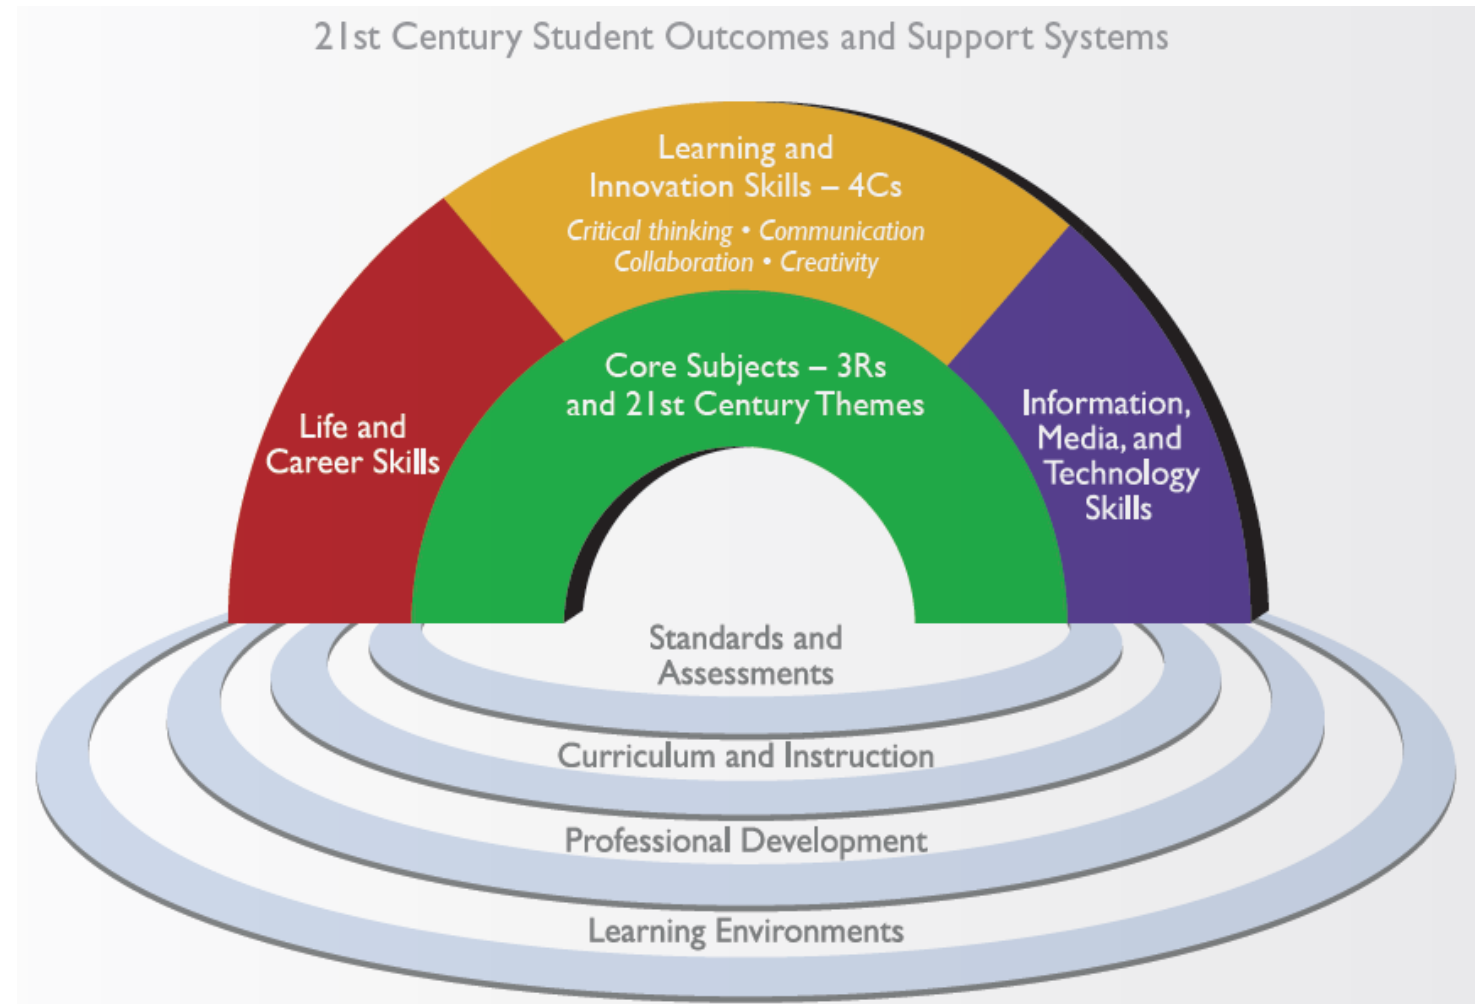 21st Century Student Outcomes and Support Systems
Learning and
Innovation Skills – 4Cs
Critical thinking • Communication
Collaboration • Creativity
Core Subjects – 3Rs
and 21st Century Themes
Life and
Career Skills
Information,
Media, and
Technology
Skills
Standards and
Assessments
Curriculum and Instruction
Professional Development
Learning Environments